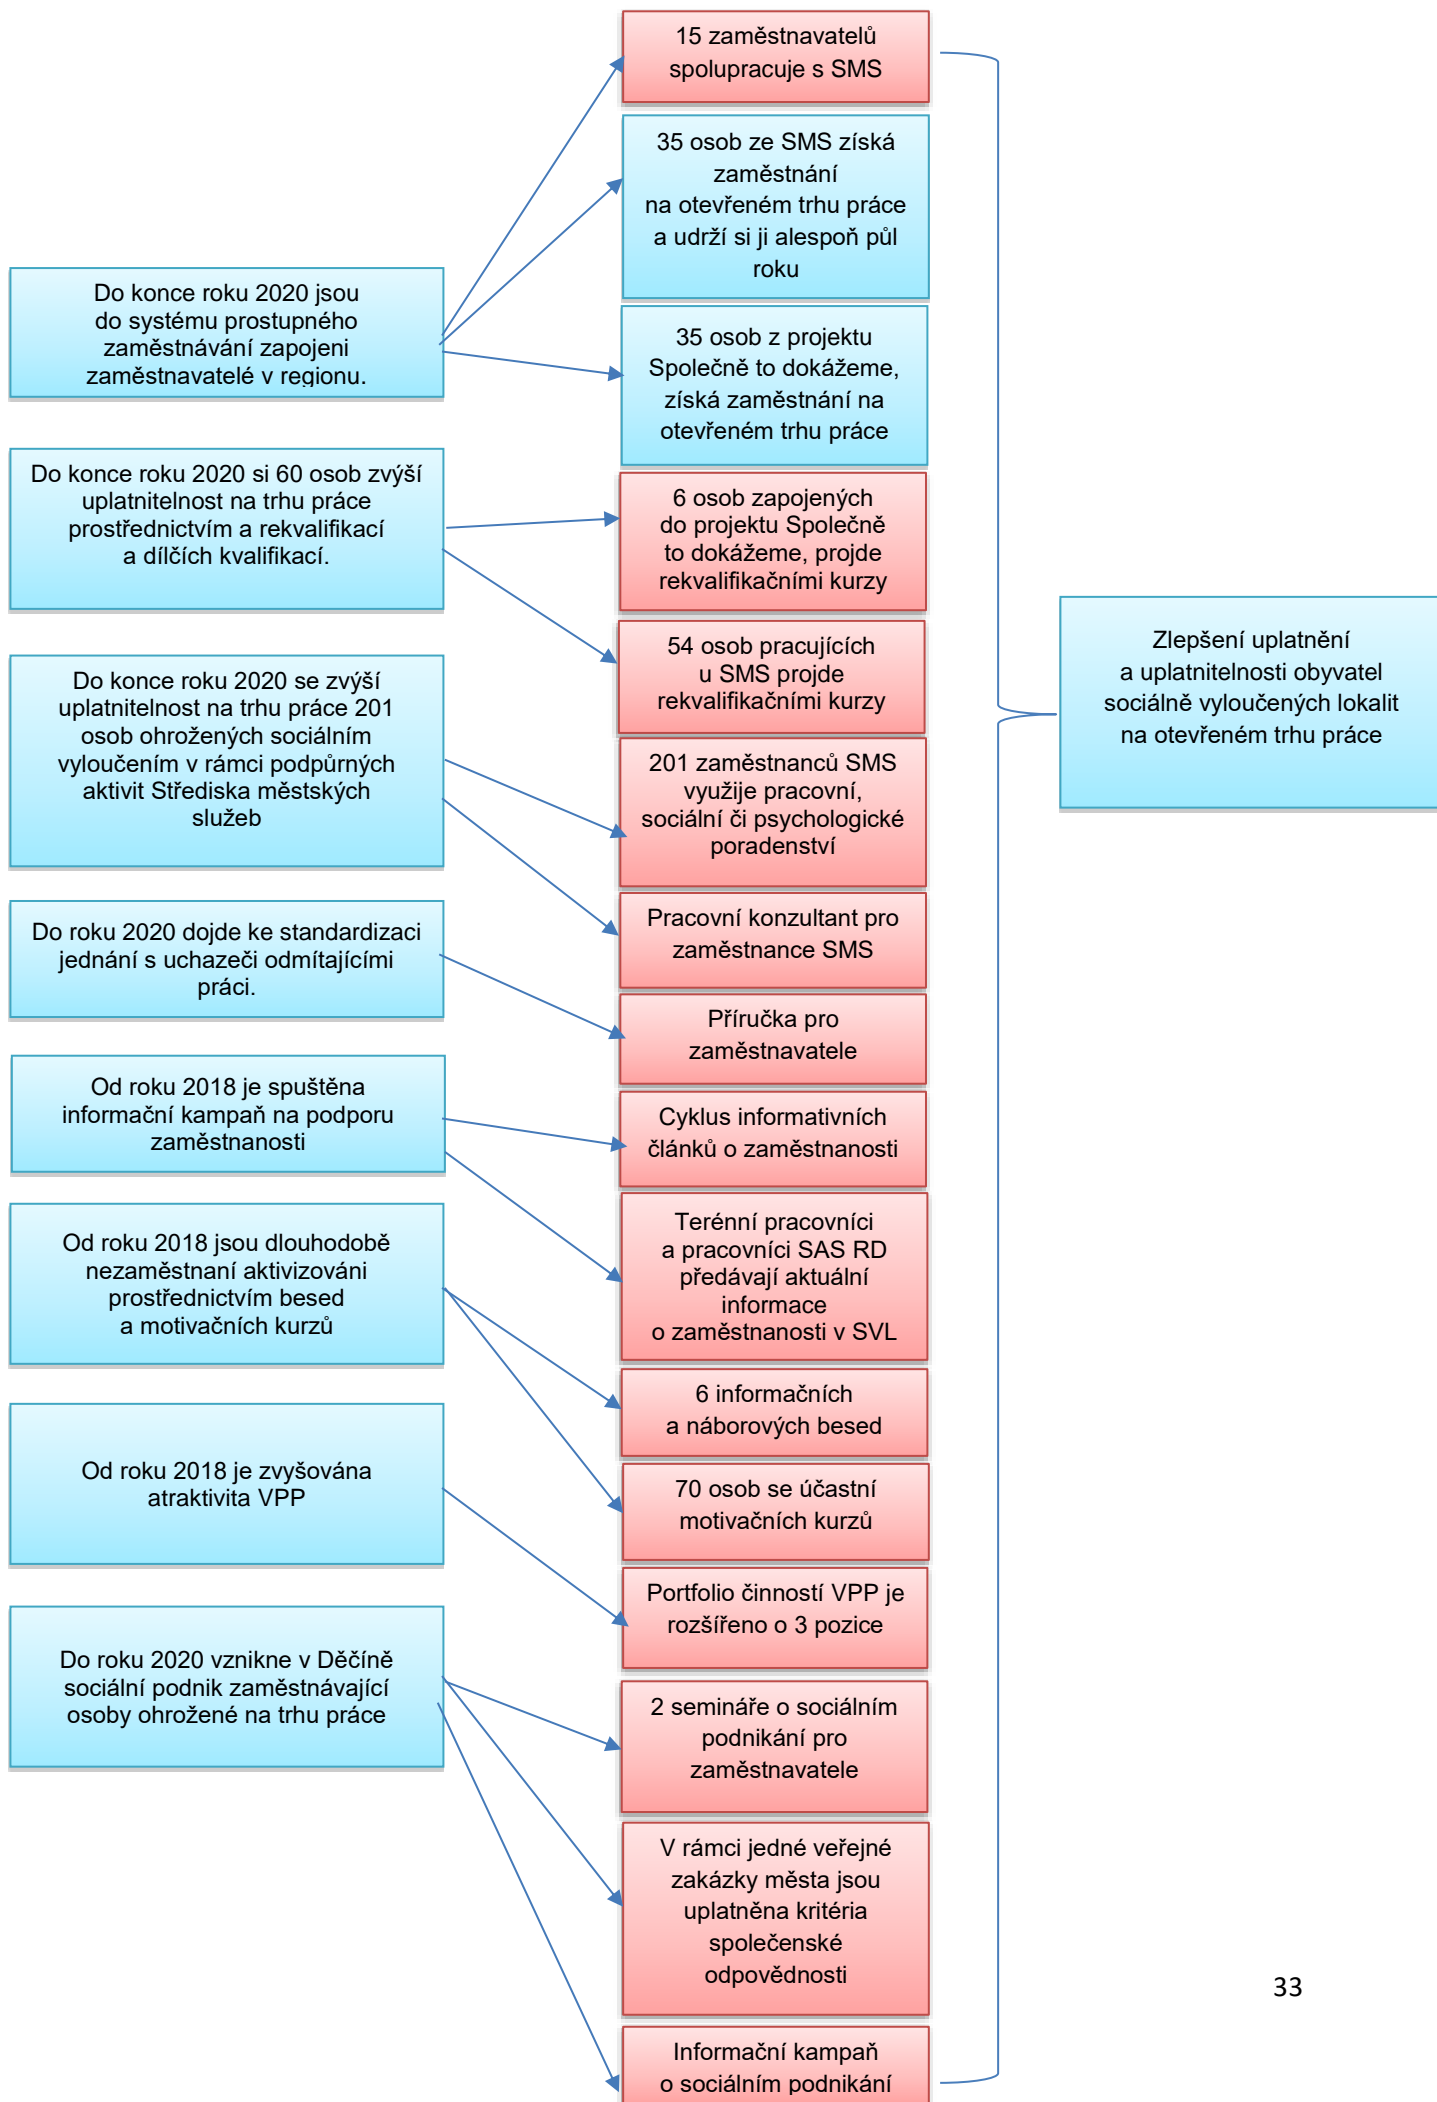 15 zaměstnavatelů
spolupracuje s SMS
35 osob ze SMS získá
zaměstnání
na otevřeném trhu práce
a udrží si ji alespoň půl
roku
Do konce roku 2020 jsou
do systému prostupného
zaměstnávání zapojeni
zaměstnavatelé v regionu.
35 osob z projektu
Společně to dokážeme,
získá zaměstnání na
otevřeném trhu práce
Do konce roku 2020 si 60 osob zvýší
uplatnitelnost na trhu práce
prostřednictvím a rekvalifikací
a dílčích kvalifikací.
6 osob zapojených
do projektu Společně
to dokážeme, projde
rekvalifikačními kurzy
54 osob pracujících
u SMS projde
rekvalifikačními kurzy
Zlepšení uplatnění
a uplatnitelnosti obyvatel
sociálně vyloučených lokalit
na otevřeném trhu práce
Do konce roku 2020 se zvýší
uplatnitelnost na trhu práce 201
osob ohrožených sociálním
vyloučením v rámci podpůrných
aktivit Střediska městských
služeb
201 zaměstnanců SMS
využije pracovní,
sociální či psychologické
poradenství
Pracovní konzultant pro
zaměstnance SMS
Do roku 2020 dojde ke standardizaci
jednání s uchazeči odmítajícími
práci.
Příručka pro
zaměstnavatele
Od roku 2018 je spuštěna
informační kampaň na podporu
zaměstnanosti
Cyklus informativních
článků o zaměstnanosti
Terénní pracovníci
a pracovníci SAS RD
předávají aktuální
informace
o zaměstnanosti v SVL
Od roku 2018 jsou dlouhodobě
nezaměstnaní aktivizováni
prostřednictvím besed
a motivačních kurzů
6 informačních
a náborových besed
70 osob se účastní
motivačních kurzů
Od roku 2018 je zvyšována
atraktivita VPP
Portfolio činností VPP je
rozšířeno o 3 pozice
Do roku 2020 vznikne v Děčíně
sociální podnik zaměstnávající
osoby ohrožené na trhu práce
2 semináře o sociálním
podnikání pro
zaměstnavatele
V rámci jedné veřejné
zakázky města jsou
uplatněna kritéria
společenské
odpovědnosti
Informační kampaň
o sociálním podnikání
33